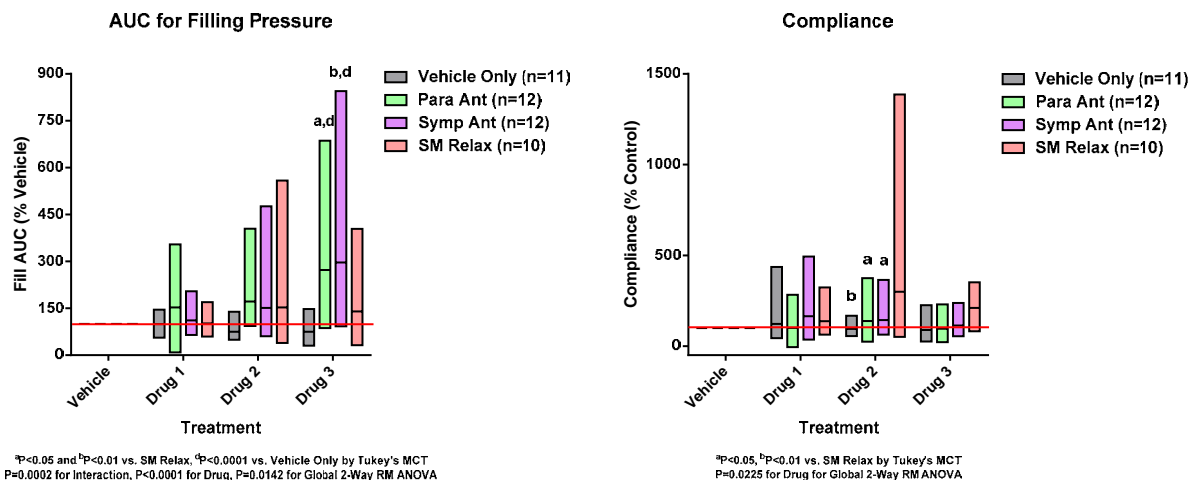 AUC for Filling Pressure
900
750
600
450
300
150
0
Fill AUC (% Vehicle)
b,d
a,d
Vehicle Only (n=11)
Para Ant (n=12)
Symp Ant (n=12)
SM Relax (n=10)
Vehicle
Drug 1
Drug 2
Drug 3
Treatment
aP<0.05 and bP<0.01 vs. SM Relax, dP<0.0001 vs. Vehicle Only by Tukey's MCT
P=0.0002 for Interaction, P<0.0001 for Drug, P=0.0142 for Global 2-Way RM ANOVA
Compliance
1500
1000
500
0
Compliance (% Control)
b
a
a
Vehicle Only (n=11)
Para Ant (n=12)
Symp Ant (n=12)
SM Relax (n=10)
Vehicle
Drug 1
Drug 2
Drug 3
Treatment
aP<0.05, bP<0.01 vs. SM Relax by Tukey's MCT
P=0.0225 for Drug for Global 2-Way RM ANOVA